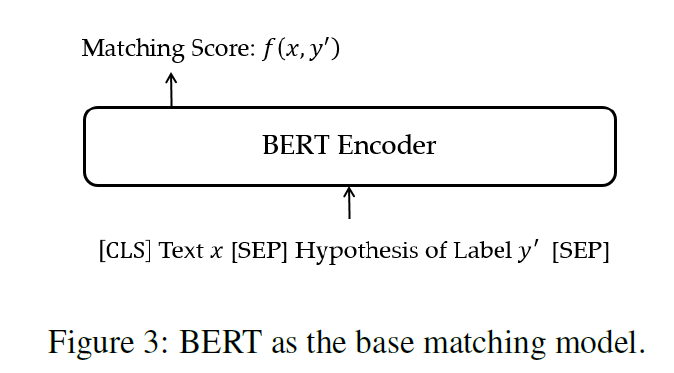 Matching Score: f(x, y′)
BERT Encoder
[CLS] Text x [SEP] Hypothesis of Label y′ [SEP]
Figure 3: BERT as the base matching model.